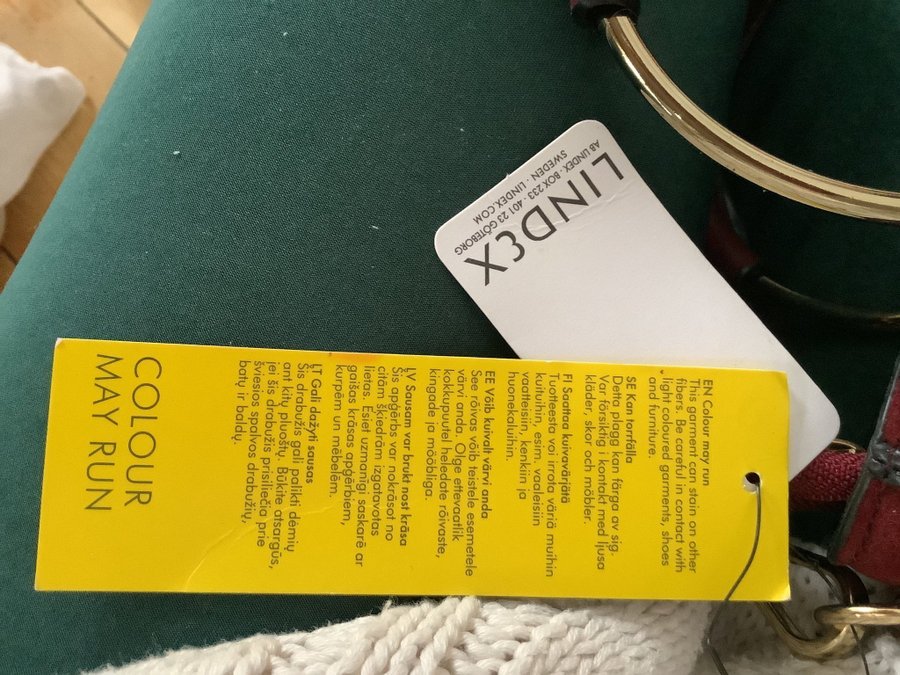 LINDEX
AB LINDEX · BOX 233 · 401 23 GÖTEBORG
SWEDEN · LINDEX.COM
COLOUR
MAY RUN
EN Colour may run
This garment can stain on other
fibers. Be careful in contact with
light coloured garments, shoes
and furniture.
SE Kan torrfälla
Detta plagg kan färga av sig.
Var försiktig i kontakt med ljusa
kläder, skor och möbler.
FI Saattaa kuivavärjätä
Tuotteesta voi irrota väriä muihin
kuituihin, esim. vaaleisiin
vaatteisiin, kenkiin ja
huonekaluihin.
EE Võib kuivalt värvi anda
See rõivas võib teistele esemetele
värvi anda. Olge ettevaatlik
kokkupuutel heledate rõivaste,
kingade ja mööbliga.
LV Sausam var brukt nost krāsa
Šis apģērbs var nokrāsot no
citām šķiedrām izgatavotas
lietas. Esiet uzmanīgi saskarē ar
gaišas krāsas apģērbiem,
kurpēm un mēbelēm.
LT Gali dažyti sausas
Šis drabužis gali palikti dėmių
ant kitų pluoštų. Būkite atsargūs,
jei šis drabužis prisiliečia prie
šviesios spalvos drabužių,
batų ir baldų.